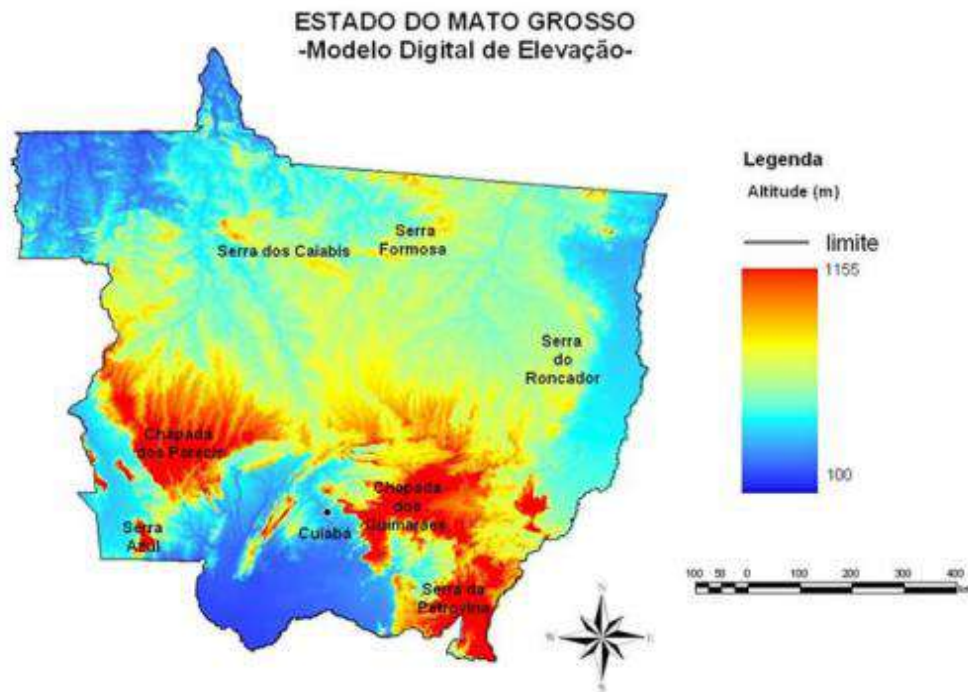 ESTADO DO MATO GROSSO
-Modelo Digital de Elevação-
Legenda
Altitude (m)
limite
1155
100
Serra dos Caiabis
Serra
Formosa
Serra
do
Roncador
Chapada
dos Parecis
Chapada
dos
Guimarães
Cuiabá
Serra
Azul
Serra da
Petrovina
100 50 0 100 200 300 400
N
W
E
S